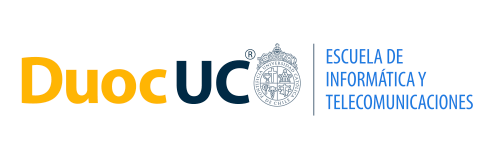 DuocUC®
ESCUELA DE
INFORMÁTICA Y
TELECOMUNICACIONES